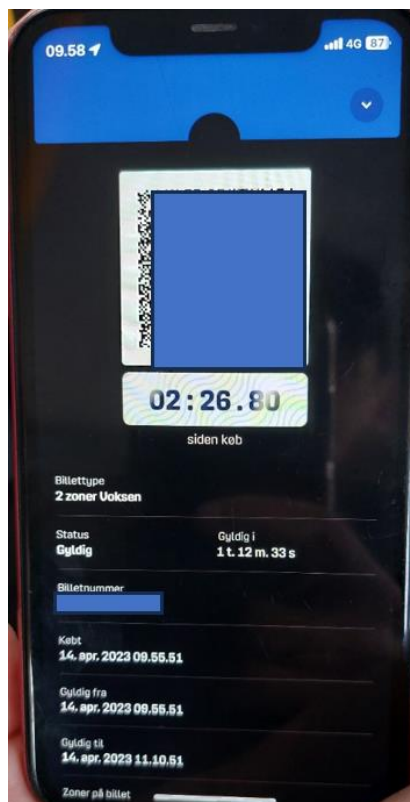 09.58
4G 87
02:26.80
siden køb
Billettype
2 zoner Voksen
Status
Gyldig i
Gyldig
1 t. 12 m. 33 s
Billetnummer
Købt
14. apr. 2023 09.55.51
Gyldig fra
14. apr. 2023 09.55.51
Gyldig til
14. apr. 2023 11.10.51
Zoner på billet